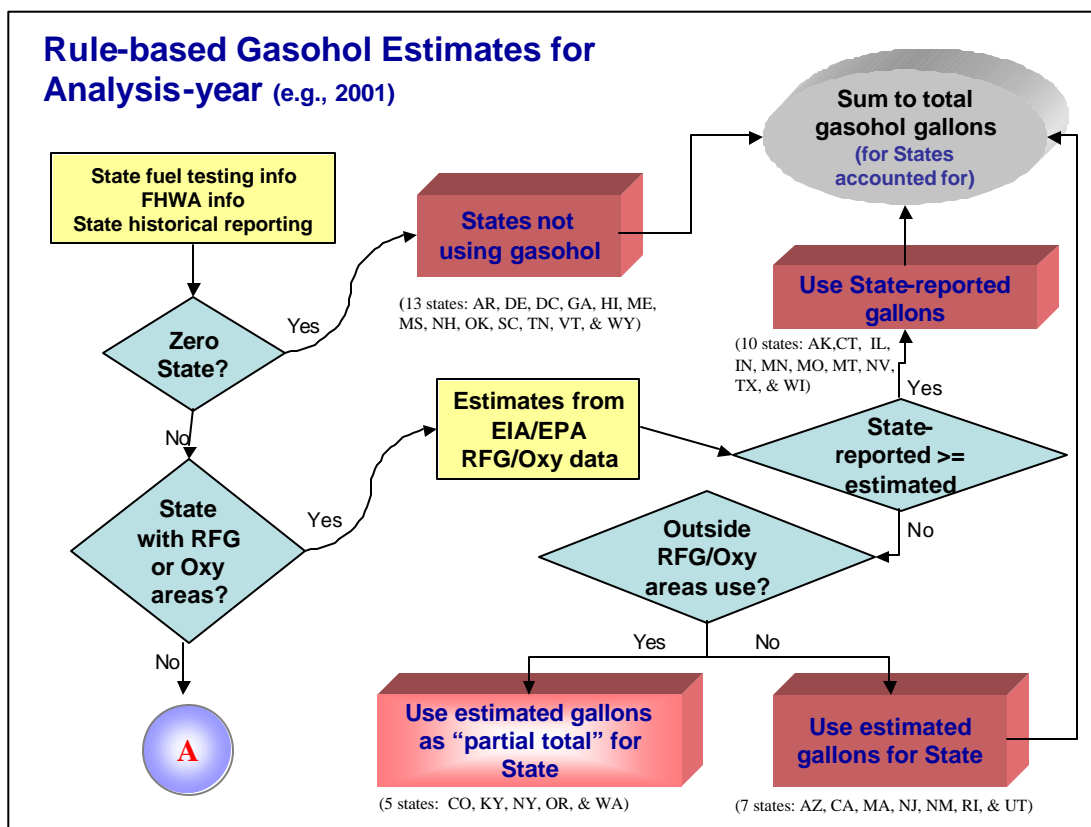 Rule-based Gasohol Estimates for
Analysis-year (e.g., 2001)
State fuel testing info
FHWA info
State historical reporting
Zero
State?
Yes
States not
using gasohol
(13 states: AR, DE, DC, GA, HI, ME,
MS, NH, OK, SC, TN, VT, & WY)
Sum to total
gasohol gallons
(for States
accounted for)
Use State-reported
gallons
(10 states: AK,CT, IL,
IN, MN, MO, MT, NV,
TX, & WI)
Yes
No
State
with RFG
or Oxy
areas?
Yes
Estimates from
EIA/EPA
RFG/Oxy data
State-
reported >=
estimated
No
Outside
RFG/Oxy
areas use?
Yes
No
No
A
Use estimated gallons
as “partial total” for
State
(5 states: CO, KY, NY, OR, & WA)
Use estimated
gallons for State
(7 states: AZ, CA, MA, NJ, NM, RI, & UT)